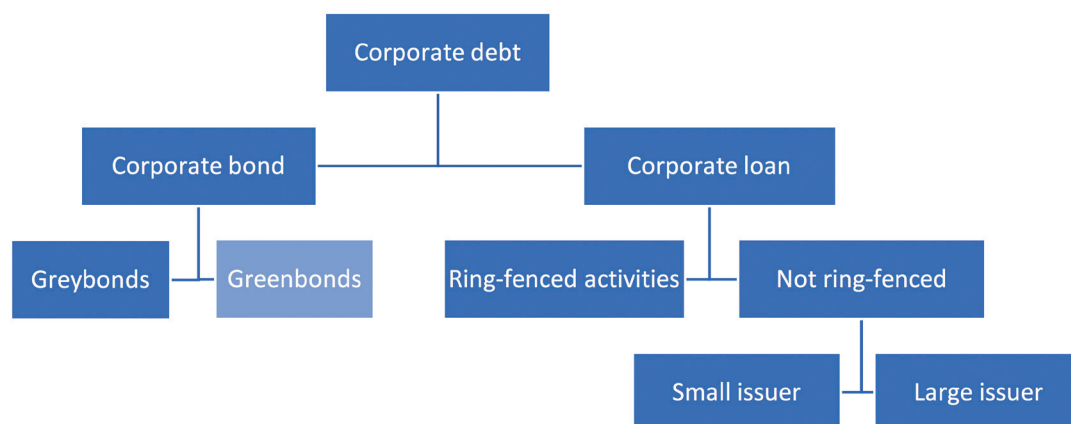 Corporate debt
Corporate bond
Corporate loan
Greybonds
Greenbonds
Ring-fenced activities
Not ring-fenced
Small issuer
Large issuer